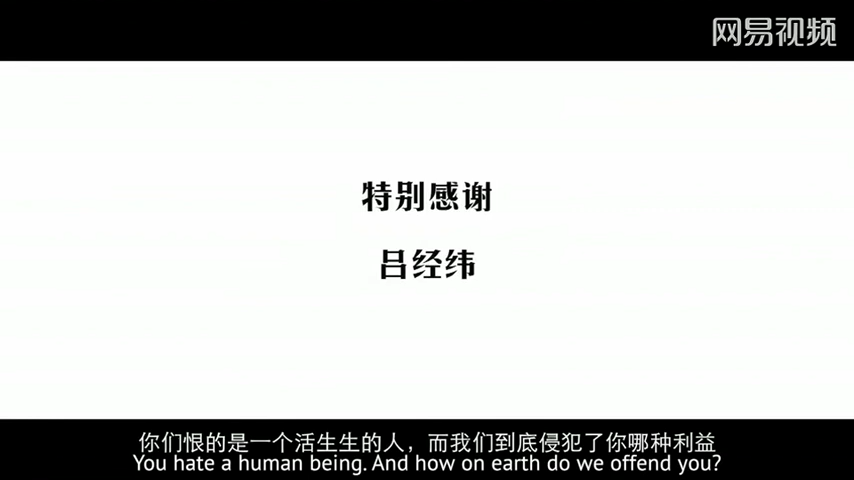 网易视频
特别感谢
吕经纬
你们恨的是一个活生生的人，而我们到底侵犯了你哪种利益
You hate a human being. And how on earth do we offend you?